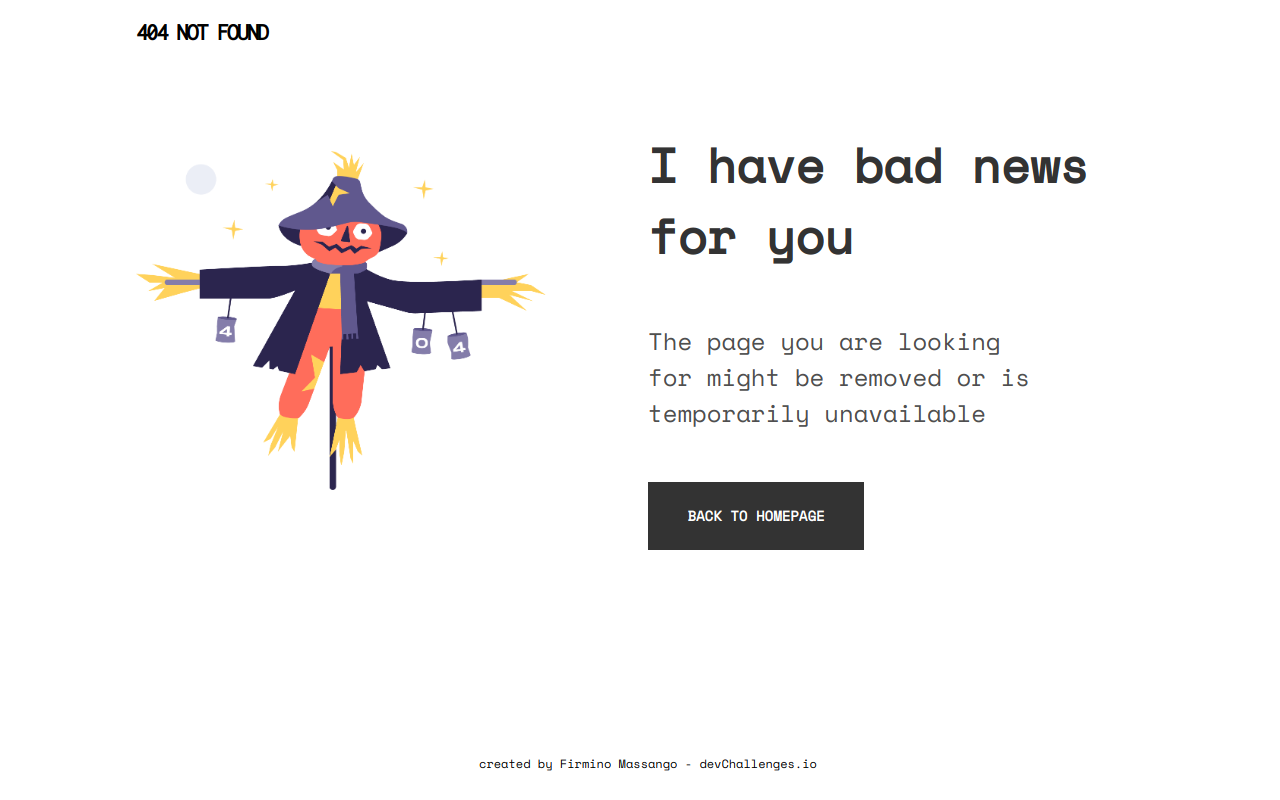 404 NOT FOUND
I have bad news
for you
4
0
4
The page you are looking
for might be removed or is
temporarily unavailable
BACK TO HOMEPAGE
created by Firmino Massango - devChallenges.io